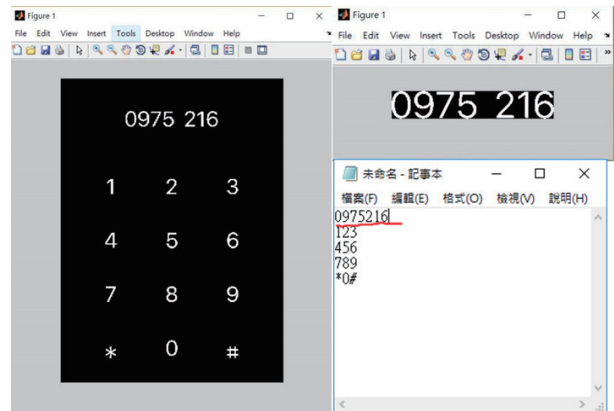 Figure 1
File Edit View Insert Tools Desktop Window Help
0975 216
1 2 3
4 5 6
7 8 9
* 0 #
Figure 1
File Edit View Insert Tools Desktop Window Help
0975 216
未命名 - 記事本
檔案(F) 編輯(E) 格式(O) 檢視(V) 說明(H)
0975216
123
456
789
*0#